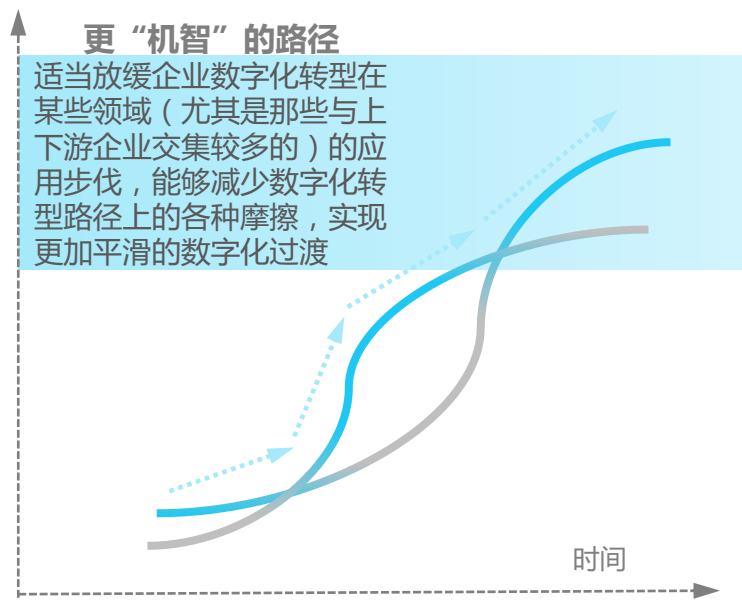 更“机智”的路径
适当放缓企业数字化转型在
某些领域（尤其是那些与上
下游企业交集较多的）的应
用步伐，能够减少数字化转
型路径上的各种摩擦，实现
更加平滑的数字化过渡
时间